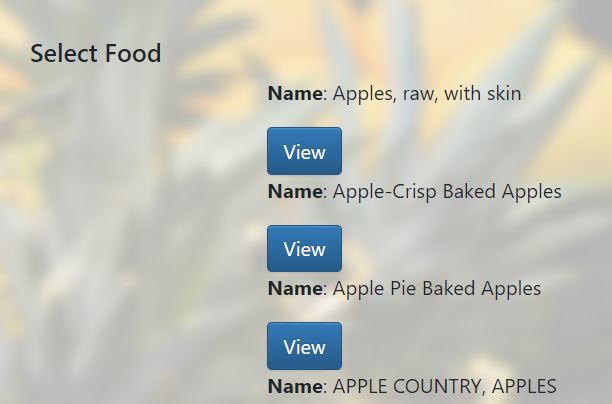 Select Food
Name: Apples, raw, with skin
View
Name: Apple-Crisp Baked Apples
View
Name: Apple Pie Baked Apples
View
Name: APPLE COUNTRY, APPLES